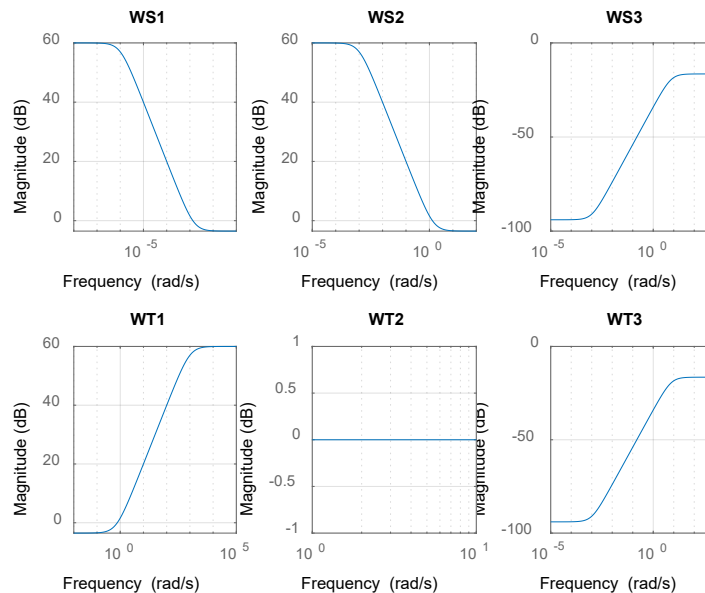 WS1
Magnitude (dB)
60
40
20
0
10 -5
Frequency (rad/s)
WS2
Magnitude (dB)
60
40
20
0
10 -5
10 0
Frequency (rad/s)
WS3
Magnitude (dB)
0
-50
-100
10 -5
10 0
Frequency (rad/s)
WT1
Magnitude (dB)
60
40
20
0
10 0
10 5
Frequency (rad/s)
WT2
Magnitude (dB)
1
0.5
0
-0.5
-1
10 0
10 1
Frequency (rad/s)
WT3
Magnitude (dB)
0
-50
-100
10 -5
10 0
Frequency (rad/s)